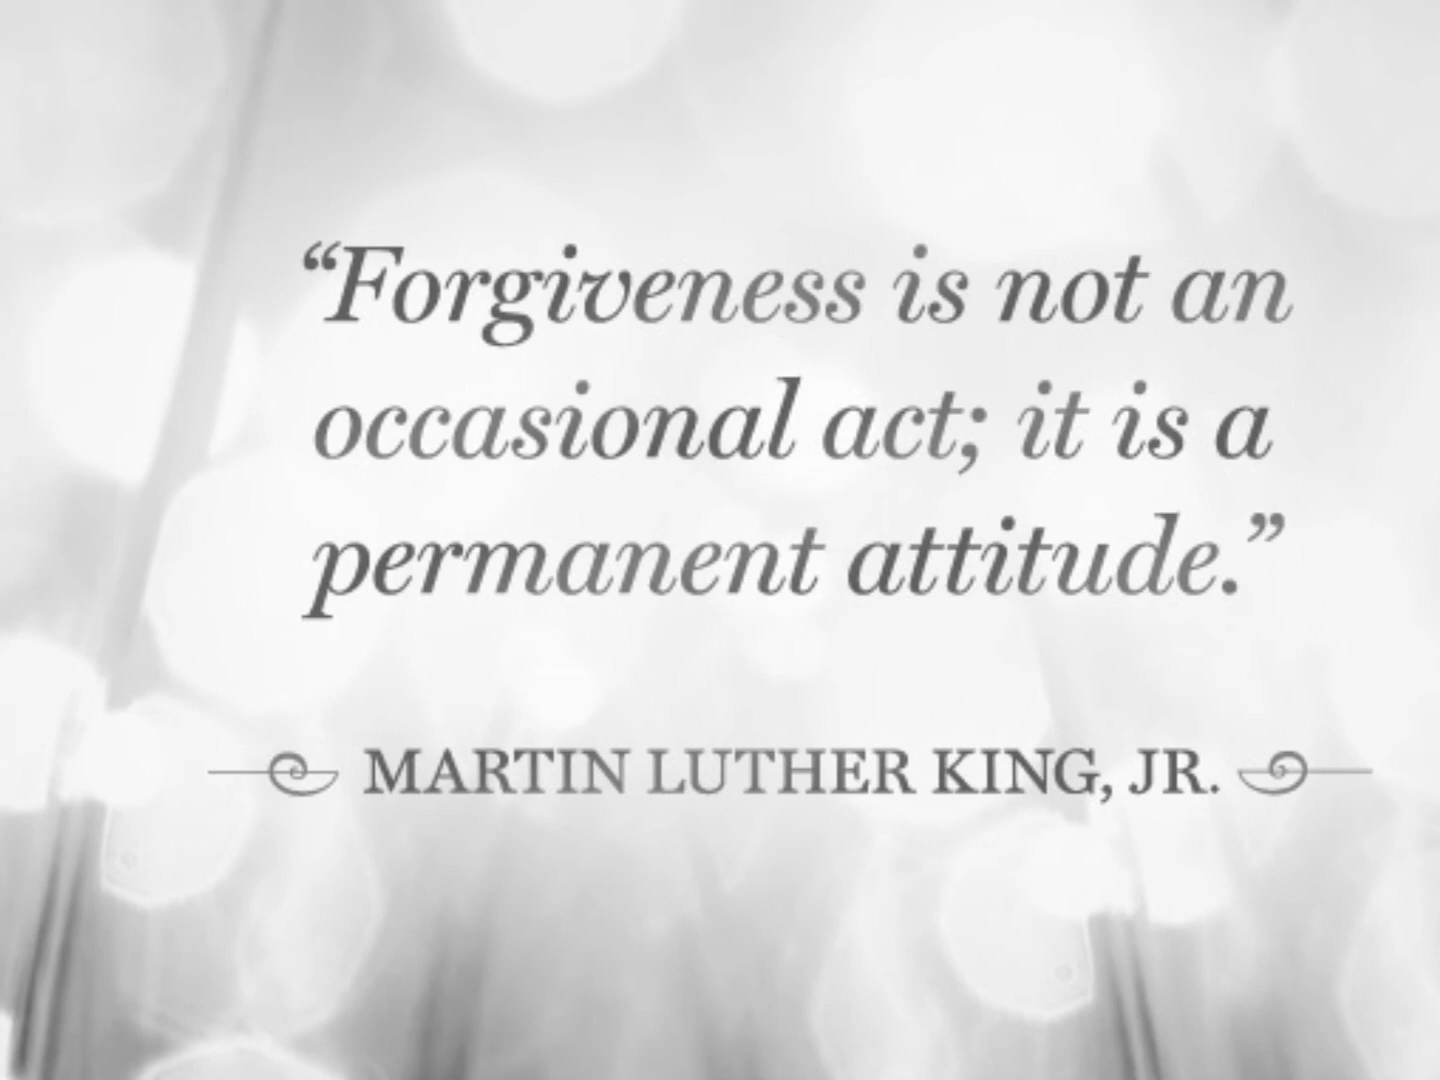 “Forgiveness is not an
occasional act; it is a
permanent attitude.”
MARTIN LUTHER KING, JR.